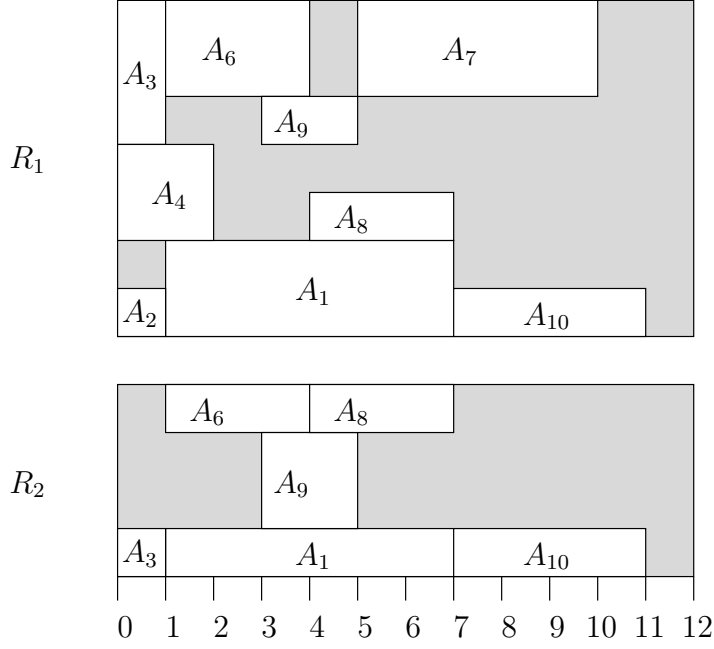 A₃ A₆ A₇
A₉
R₁
A₄ A₈
A₂ A₁ A₁₀
A₆ A₈
R₂ A₉
A₃ A₁ A₁₀
0 1 2 3 4 5 6 7 8 9 10 11 12